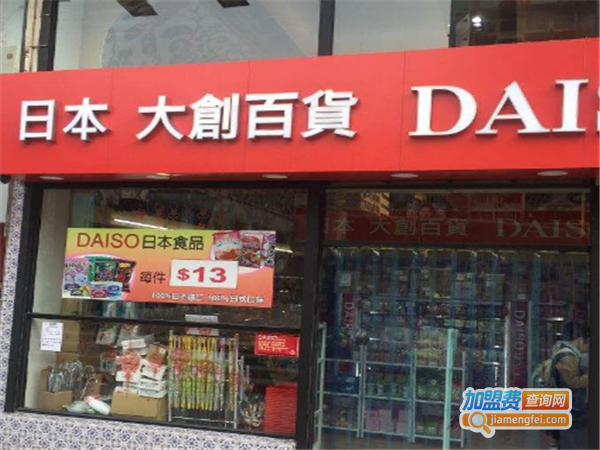 日本 大創百貨 DAIS
DAISO日本食品
每件 $13
日本 大創百貨 DAISO
DAISO
加盟费查询网
jiamengfei.com